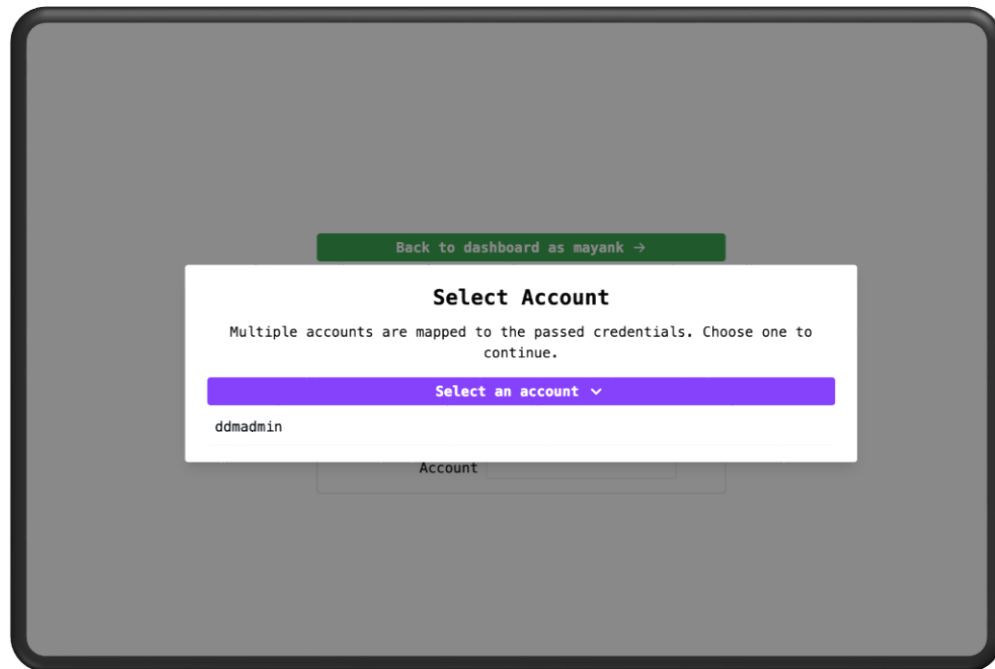 Back to dashboard as mayank →
Select Account
Multiple accounts are mapped to the passed credentials. Choose one to
continue.
Select an account
ddmadmin
Account